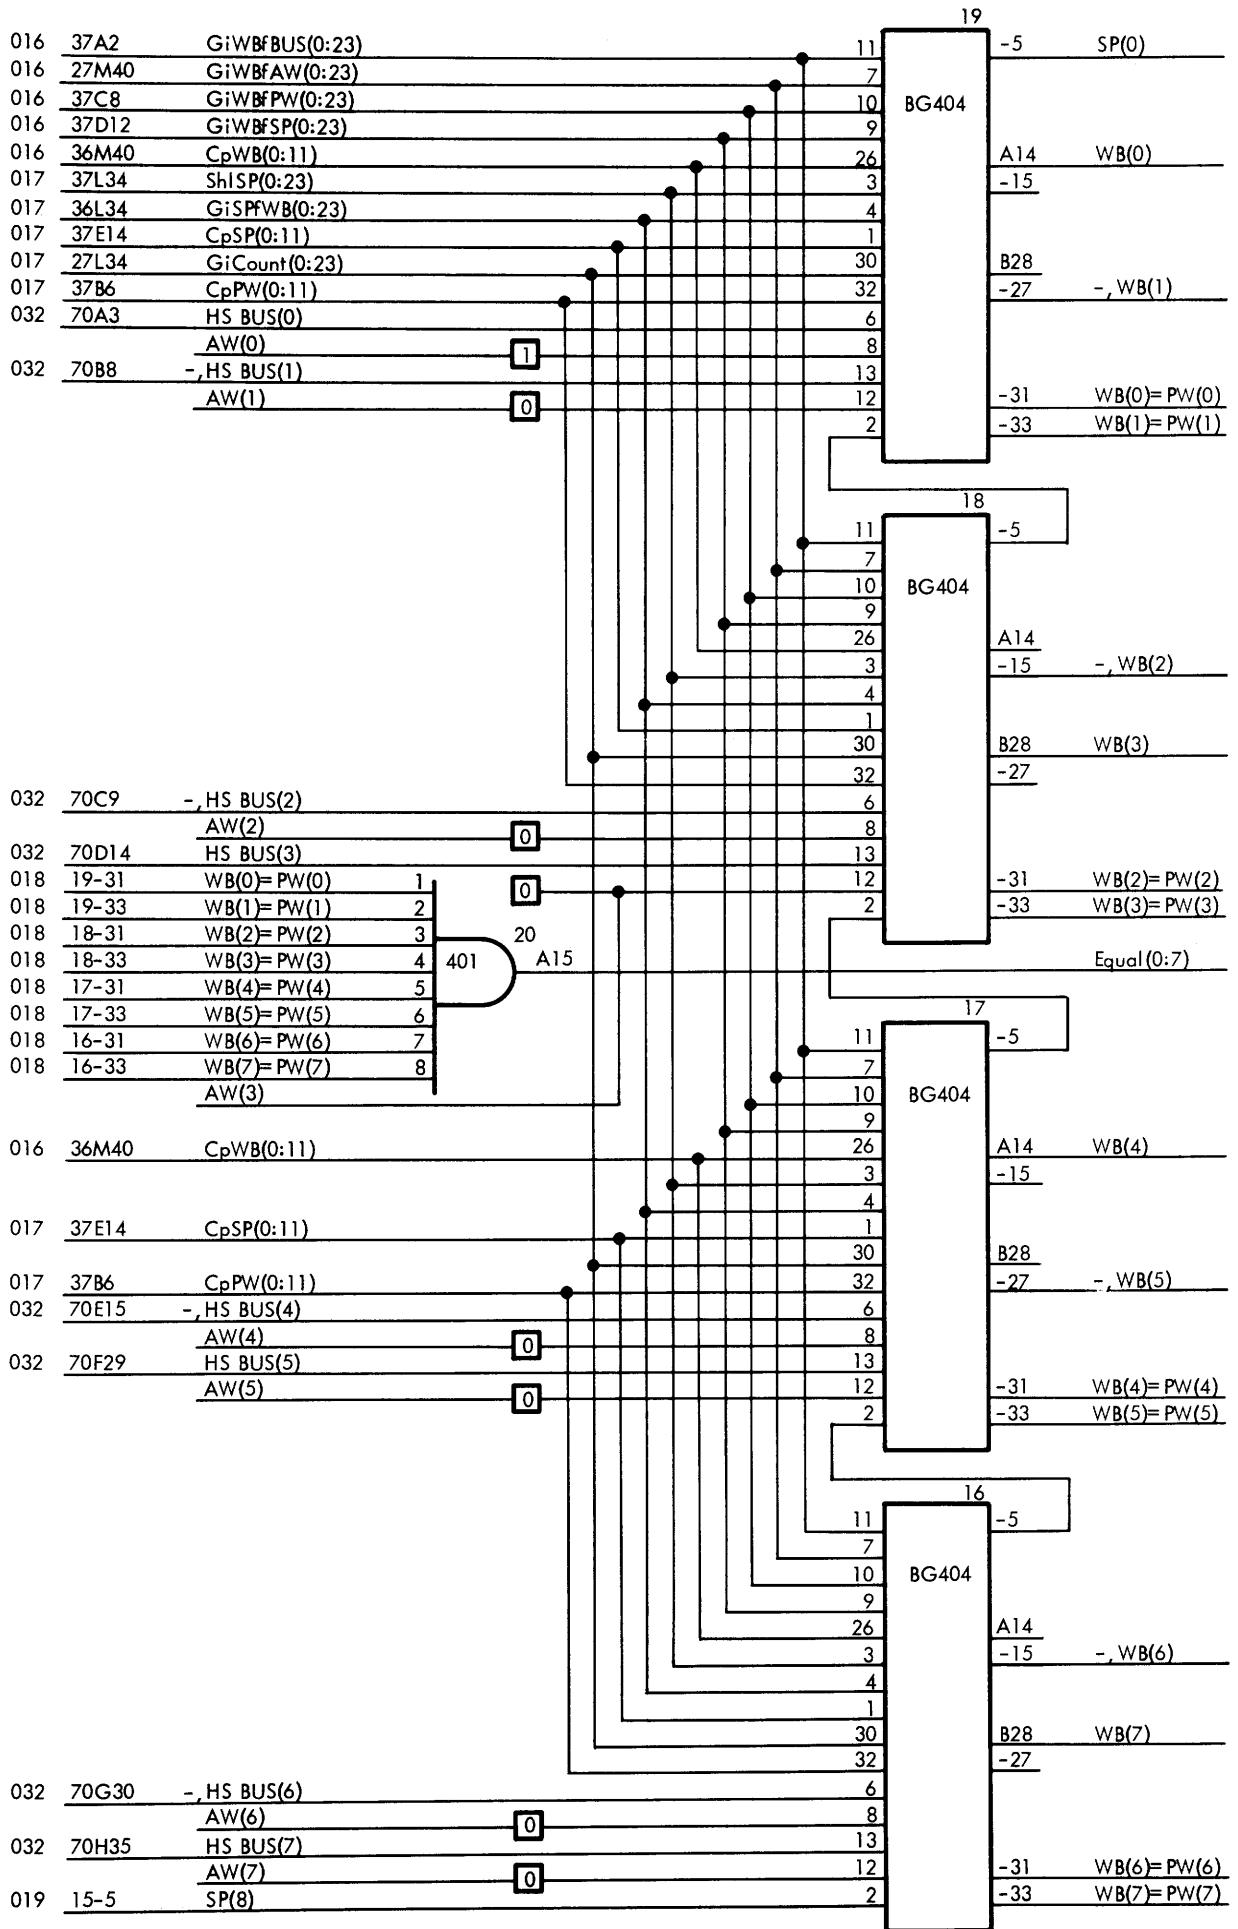 19
016 37A2 GiWBfBUS(0:23) 11 -5 SP(0)
016 27M40 GiWBfAW(0:23) 7
016 37C8 GiWBfPW(0:23) 10 BG404
016 37D12 GiWBfSP(0:23) 9
016 36M40 CpWB(0:11) 26 A14 WB(0)
017 37L34 ShlSP(0:23) 3 -15
017 36L34 GiSPfWB(0:23) 4
017 37E14 CpSP(0:11) 1
017 27L34 GiCount(0:23) 30 B28
017 37B6 CpPW(0:11) 32 -27 -,WB(1)
032 70A3 HS BUS(0) 6
AW(0) 1 8
032 70B8 -,HS BUS(1) 13
AW(1) 0 12 -31 WB(0)=PW(0)
2 -33 WB(1)=PW(1)
18
11 -5
7
10 BG404
9
26 A14
3 -15 -,WB(2)
4
1
30 B28 WB(3)
32 -27
032 70C9 -,HS BUS(2) 6
AW(2) 0 8
032 70D14 HS BUS(3) 13
018 19-31 WB(0)=PW(0) 1 0 12 -31 WB(2)=PW(2)
018 19-33 WB(1)=PW(1) 2 2 -33 WB(3)=PW(3)
018 18-31 WB(2)=PW(2) 3 20
018 18-33 WB(3)=PW(3) 4 401 A15 Equal(0:7)
018 17-31 WB(4)=PW(4) 5
018 17-33 WB(5)=PW(5) 6 17
018 16-31 WB(6)=PW(6) 7 11 -5
018 16-33 WB(7)=PW(7) 8 7
AW(3) 10 BG404
9
016 36M40 CpWB(0:11) 26 A14 WB(4)
3 -15
4
017 37E14 CpSP(0:11) 1
30 B28
017 37B6 CpPW(0:11) 32 -27 -,WB(5)
032 70E15 -,HS BUS(4) 6
AW(4) 0 8
032 70F29 HS BUS(5) 13
AW(5) 0 12 -31 WB(4)=PW(4)
2 -33 WB(5)=PW(5)
16
11 -5
7
10 BG404
9
26 A14
3 -15 -,WB(6)
4
1
30 B28 WB(7)
32 -27
032 70G30 -,HS BUS(6) 6
AW(6) 0 8
032 70H35 HS BUS(7) 13
AW(7) 0 12 -31 WB(6)=PW(6)
019 15-5 SP(8) 2 -33 WB(7)=PW(7)